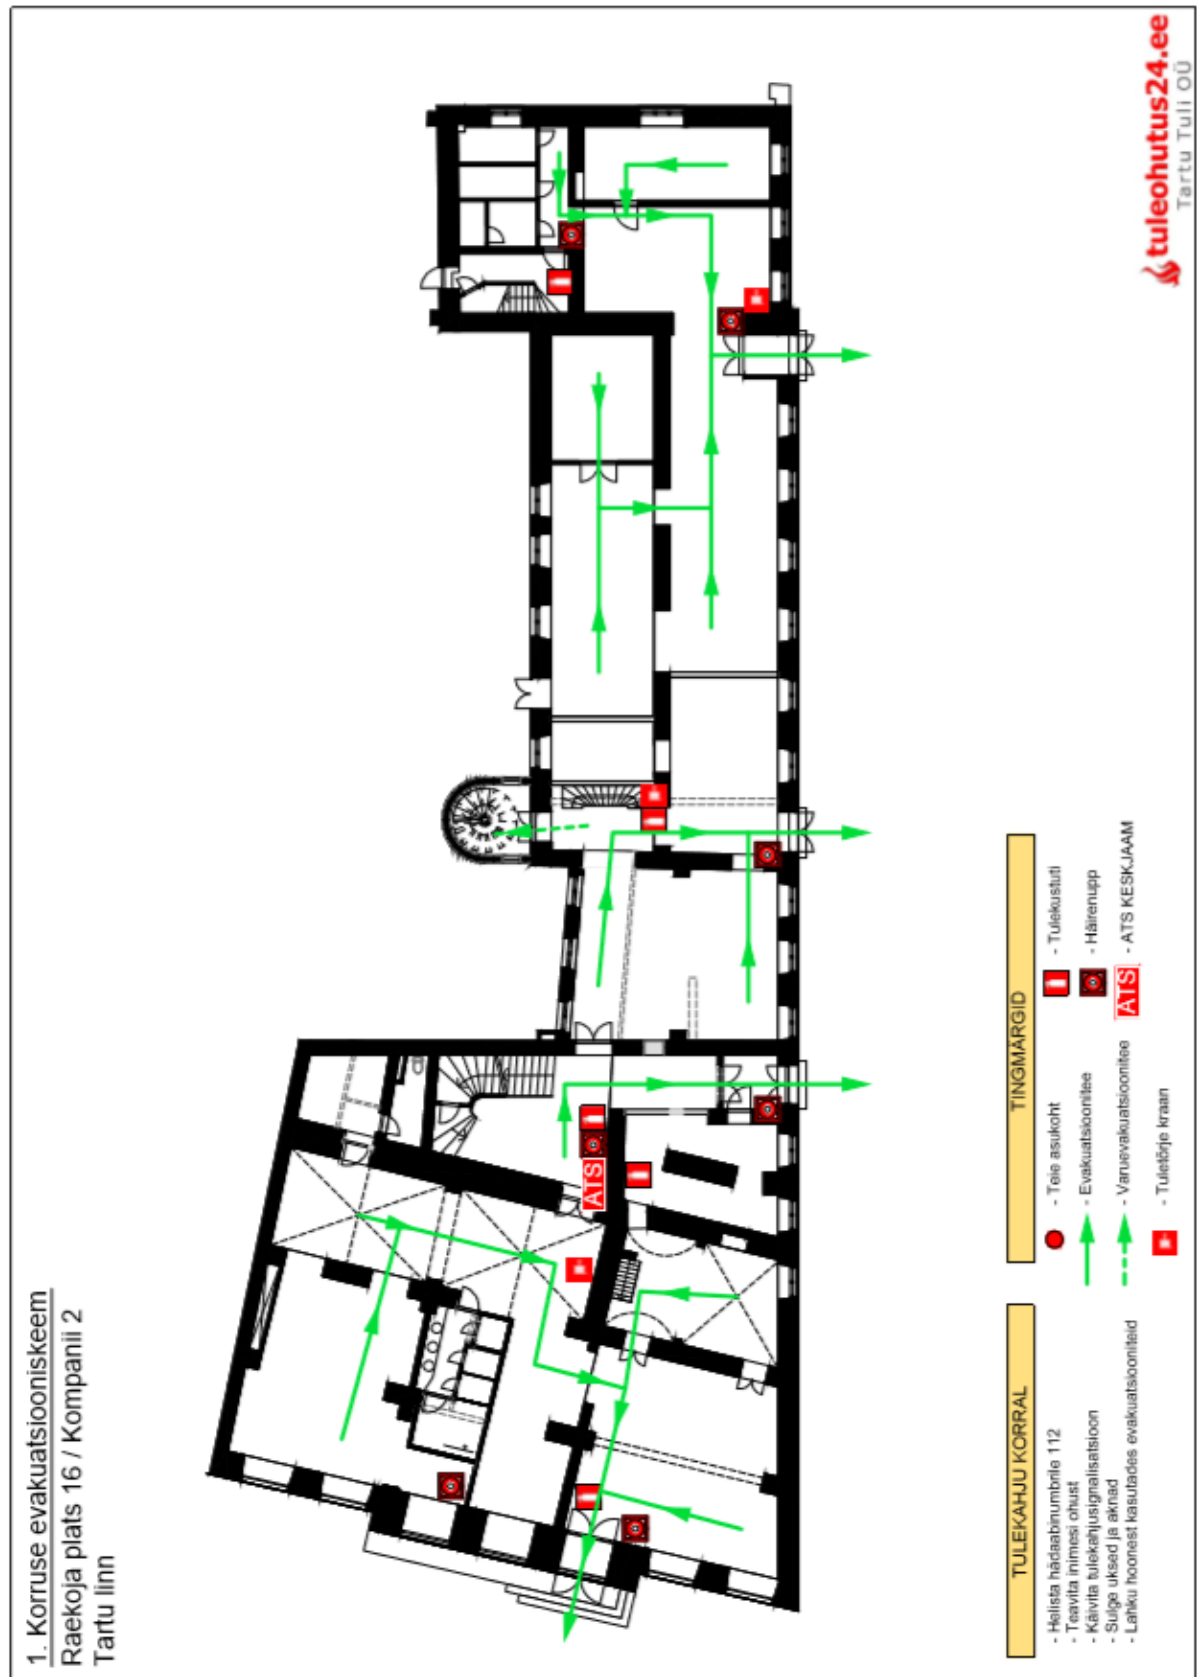 1. Korruse evakuatsiooniskeem
Raekoja plats 16 / Kompanii 2
Tartu linn
tuleohutus24.ee
Tartu Tuli OÜ
ATS
TULEKAHJU KORRAL
- Helista hädaabinumbrile 112
- Teavita inimesi ohust
- Käivita tulekahjusignalisatsioon
- Sulge uksed ja aknad
- Lahku hoonest kasutades evakuatsiooniteid
TINGMÄRGID
- Teie asukoht
- Evakuatsioonitee
- Varuevakuatsioonitee
- Tuletõrje kraan
- Tulekustuti
- Häirenupp
ATS - ATS KESKJAAM